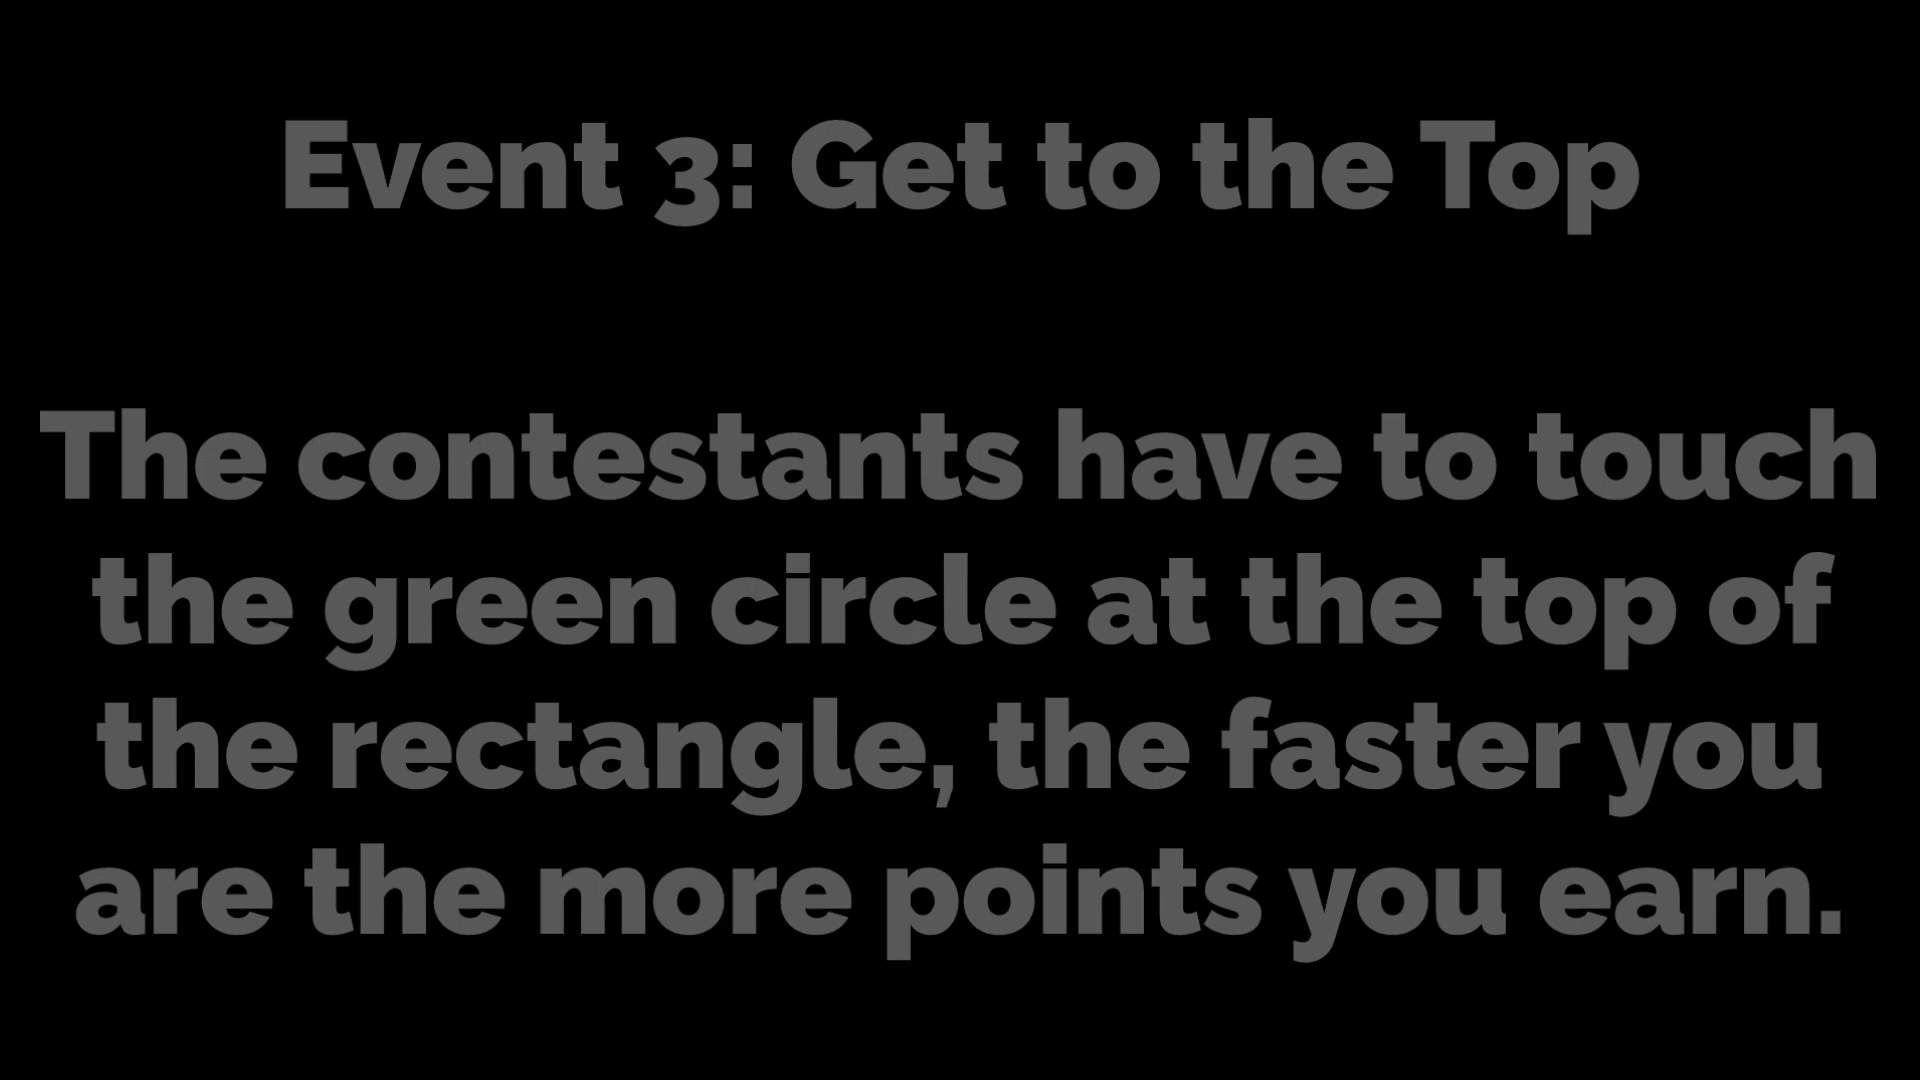 Event 3: Get to the Top
The contestants have to touch
the green circle at the top of
the rectangle, the faster you
are the more points you earn.